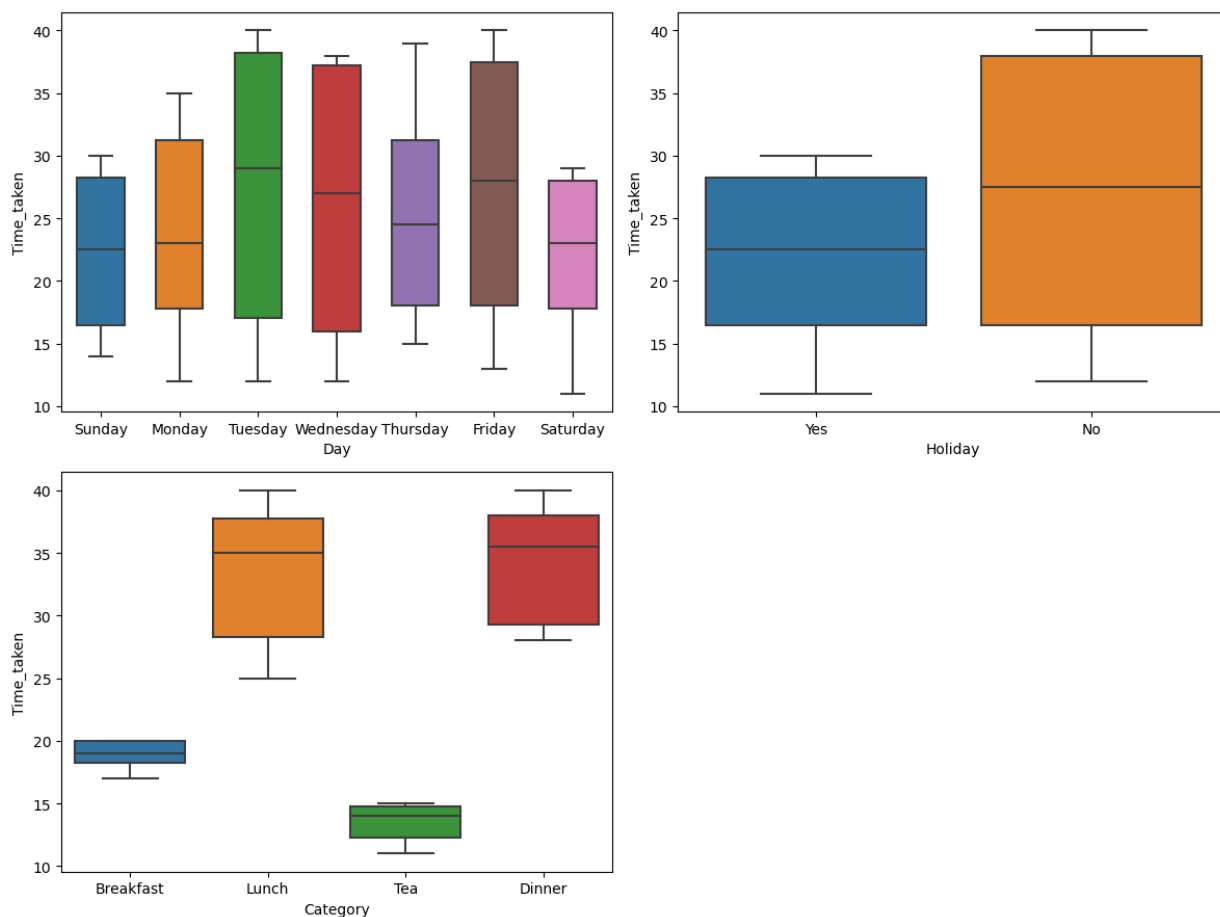 40
35
30
25
20
15
10
Time_taken
Sunday Monday Tuesday Wednesday Thursday Friday Saturday
Day
40
35
30
25
20
15
10
Time_taken
Yes No
Holiday
40
35
30
25
20
15
10
Time_taken
Breakfast Lunch Tea Dinner
Category